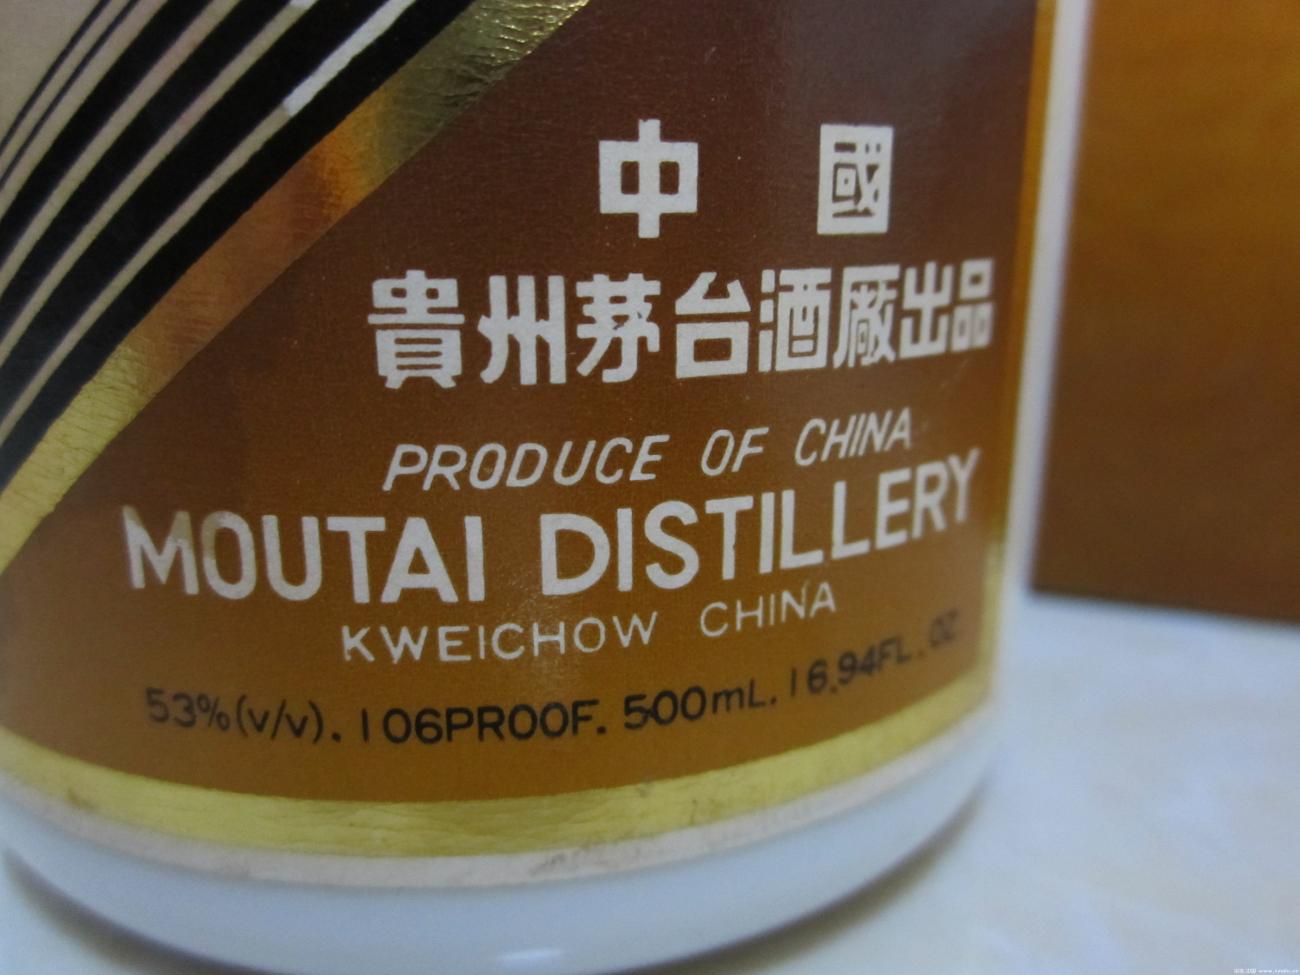 中國
貴州茅台酒廠出品
PRODUCE OF CHINA
MOUTAI DISTILLERY
KWEICHOW CHINA
53%(v/v). 106PROOF. 500mL. 16.94FL. OZ